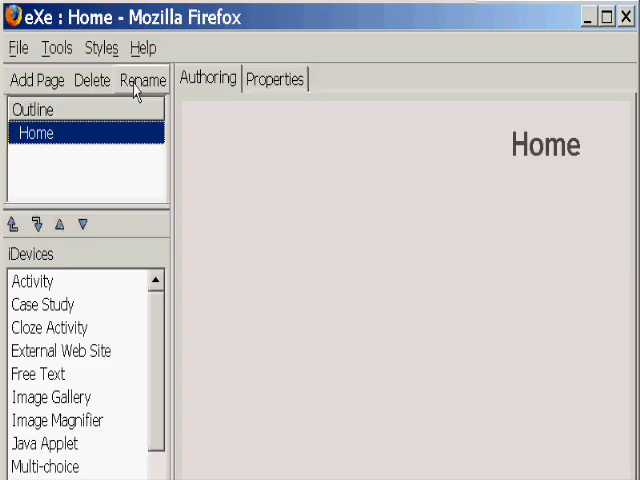 eXe : Home - Mozilla Firefox
File Tools Styles Help
Add Page Delete Rename
Authoring Properties
Outline
Home
Home
iDevices
Activity
Case Study
Cloze Activity
External Web Site
Free Text
Image Gallery
Image Magnifier
Java Applet
Multi-choice